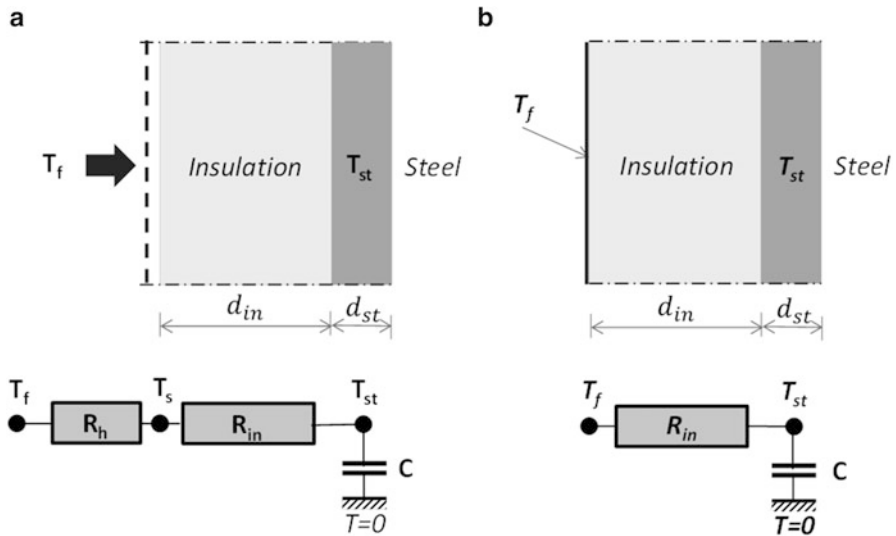 a
b
T_f
Insulation
T_st
Steel
d_in
d_st
T_f
Insulation
T_st
Steel
d_in
d_st
T_f
T_s
T_st
R_h
R_in
C
T=0
T_f
T_st
R_in
C
T=0